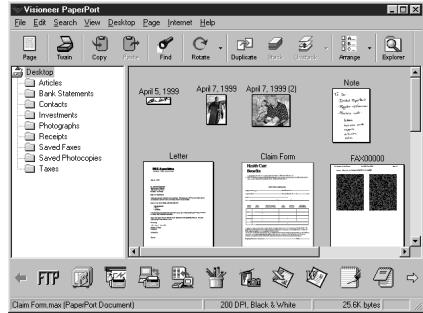 Visioneer PaperPort
File Edit Search View Desktop Page Internet Help
Page Twain Copy Paste Find Rotate Duplicate Stack Unstack Arrange Explorer
Desktop
Articles
Bank Statements
Contacts
Investments
Photographs
Receipts
Saved Faxes
Saved Photocopies
Taxes
April 5, 1999 April 7, 1999 April 7, 1999 (2) Note
Letter Claim Form FAX00000
Health Care
Benefits
FTP
Claim Form.max (PaperPort Document) 200 DPI, Black & White 25.6K bytes